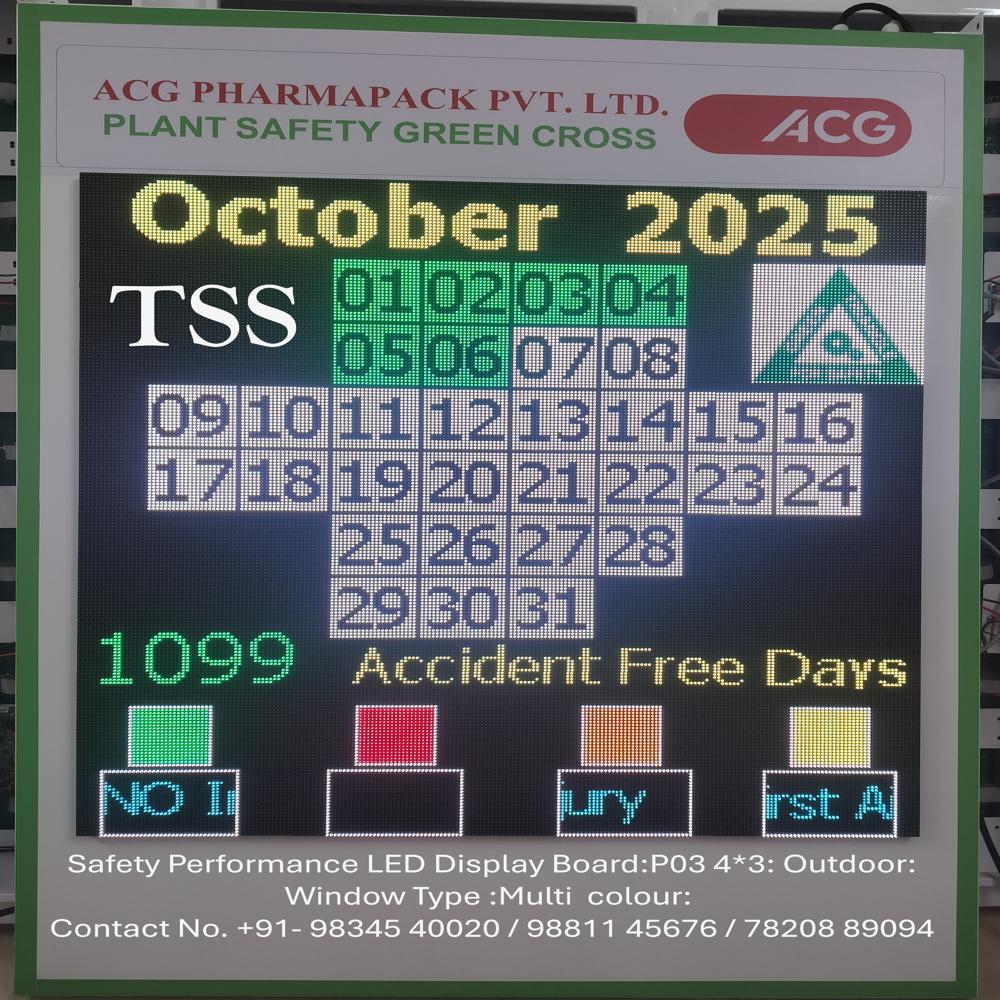 ACG PHARMAPACK PVT. LTD.
PLANT SAFETY GREEN CROSS
ACG
October 2025
TSS
01 02 03 04
05 06 07 08
09 10 11 12 13 14 15 16
17 18 19 20 21 22 23 24
25 26 27 28
29 30 31
1099 Accident Free Days
NO In jury rst A
Safety Performance LED Display Board:P03 4*3: Outdoor:
Window Type :Multi colour:
Contact No. +91- 98345 40020 / 98811 45676 / 78208 89094